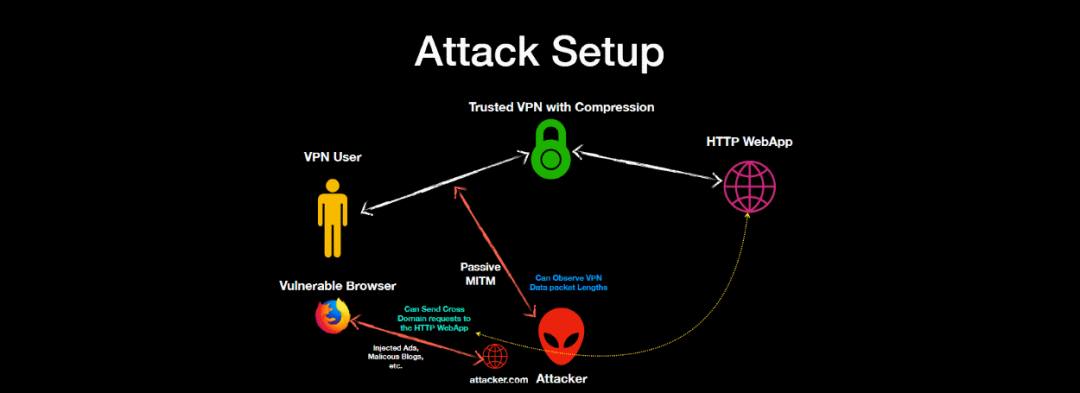 Attack Setup
Trusted VPN with Compression
HTTP WebApp
VPN User
Passive
MITM
Can Observe VPN
Data packet Lengths
Vulnerable Browser
Can Send Cross
Domain requests to
the HTTP WebApp
Injected Ads,
Malicous Blogs,
etc.
attacker.com
Attacker